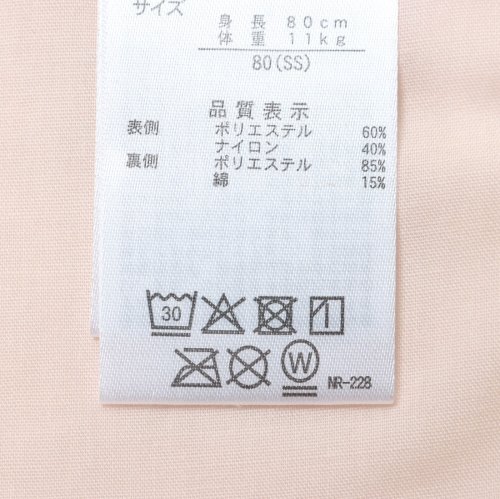 サイズ
身長 80cm
体重 11kg
80(SS)
品質表示
表側 ポリエステル 60%
ナイロン 40%
裏側 ポリエステル 85%
綿 15%
30
W
NR-228